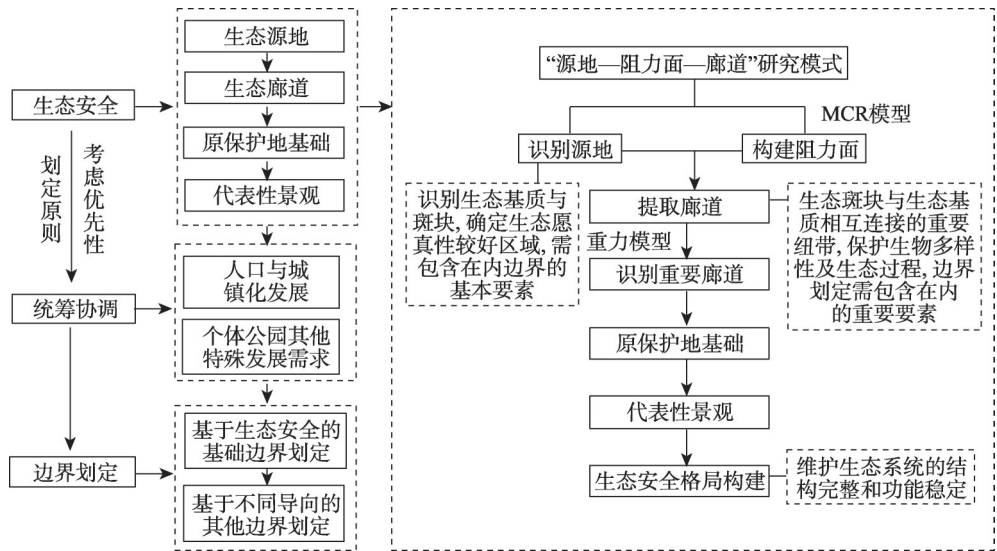 生态安全
划定原则
考虑优先性
统筹协调
边界划定
生态源地
生态廊道
原保护地基础
代表性景观
人口与城
镇化发展
个体公园其他
特殊发展需求
基于生态安全的
基础边界划定
基于不同导向的
其他边界划定
“源地—阻力面—廊道”研究模式
MCR模型
识别源地
构建阻力面
识别生态基质与
斑块, 确定生态愿
真性较好区域, 需
包含在内边界的
基本要素
提取廊道
生态斑块与生态基
质相互连接的重要
纽带, 保护生物多样
性及生态过程, 边界
划定需包含在内
的重要要素
重力模型
识别重要廊道
原保护地基础
代表性景观
生态安全格局构建
维护生态系统的结
构完整和功能稳定